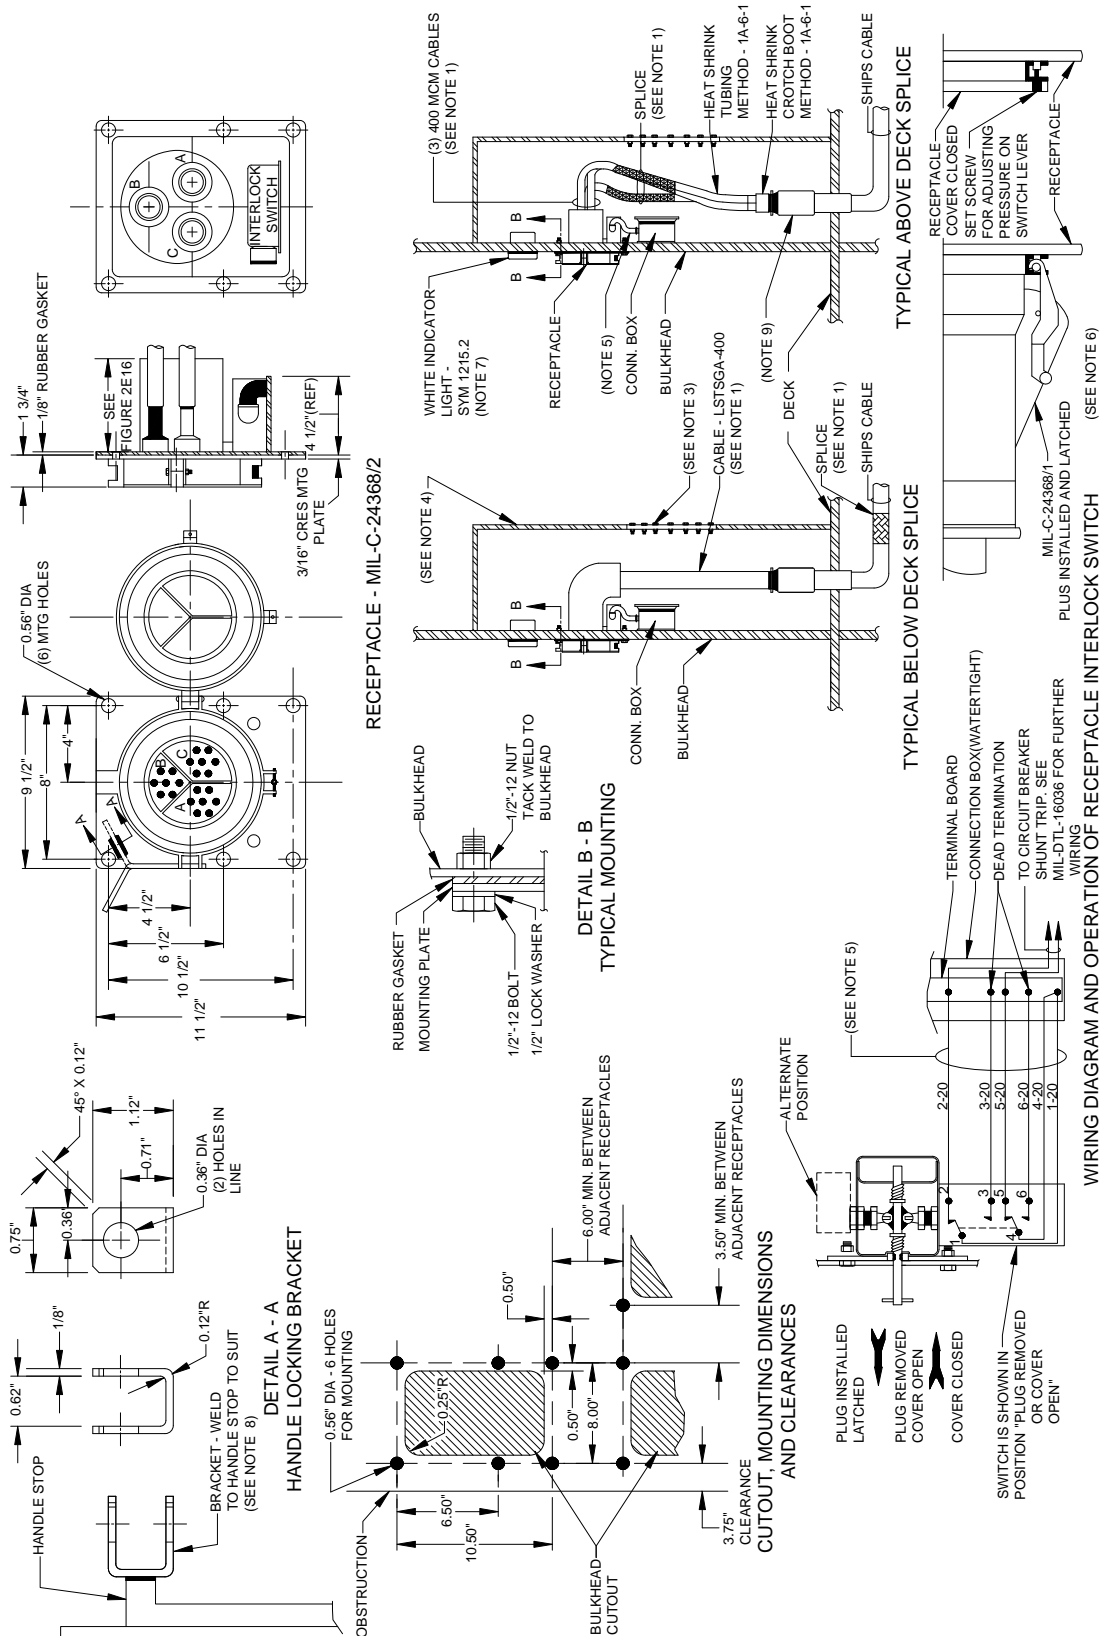 HANDLE STOP
BRACKET - WELD
TO HANDLE STOP TO SUIT
(SEE NOTE 8)
0.62"
1/8"
0.12"R
0.75"
0.36"
45° X 0.12"
1.12"
0.71"
0.36" DIA
(2) HOLES IN
LINE
DETAIL A - A
HANDLE LOCKING BRACKET
11 1/2"
10 1/2"
6 1/2"
4 1/2"
9 1/2"
8"
4"
A
A
A
B
C
0.56" DIA
(6) MTG HOLES
1 3/4"
1/8" RUBBER GASKET
SEE
FIGURE 2E16
4 1/2"(REF)
3/16" CRES MTG
PLATE
A
B
C
INTERLOCK
SWITCH
RECEPTACLE - MIL-C-24368/2
OBSTRUCTION
0.56" DIA - 6 HOLES
FOR MOUNTING
0.25"R
0.50"
6.00" MIN. BETWEEN
ADJACENT RECEPTACLES
6.50"
10.50"
0.50"
8.00"
3.50" MIN. BETWEEN
ADJACENT RECEPTACLES
BULKHEAD
CUTOUT
3.75"
CLEARANCE
CUTOUT, MOUNTING DIMENSIONS
AND CLEARANCES
RUBBER GASKET
MOUNTING PLATE
1/2"-12 BOLT
1/2" LOCK WASHER
BULKHEAD
1/2"-12 NUT
TACK WELD TO
BULKHEAD
DETAIL B - B
TYPICAL MOUNTING
(SEE NOTE 4)
B
B
(SEE NOTE 3)
CABLE - LSTSGA-400
(SEE NOTE 1)
CONN. BOX
BULKHEAD
DECK
SPLICE
(SEE NOTE 1)
SHIPS CABLE
TYPICAL BELOW DECK SPLICE
WHITE INDICATOR
LIGHT -
SYM 1215.2
(NOTE 7)
B
B
(3) 400 MCM CABLES
(SEE NOTE 1)
RECEPTACLE
(NOTE 5)
CONN. BOX
BULKHEAD
SPLICE
(SEE NOTE 1)
HEAT SHRINK
TUBING
METHOD - 1A-6-1
HEAT SHRINK
CROTCH BOOT
METHOD - 1A-6-1
(NOTE 9)
SHIPS CABLE
TYPICAL ABOVE DECK SPLICE
PLUG INSTALLED
LATCHED
PLUG REMOVED
COVER OPEN
COVER CLOSED
SWITCH IS SHOWN IN
POSITION "PLUG REMOVED
OR COVER
OPEN"
ALTERNATE
POSITION
1
2
3
4
5
6
2-20
3-20
5-20
6-20
4-20
1-20
(SEE NOTE 5)
TERMINAL BOARD
CONNECTION BOX(WATERTIGHT)
DEAD TERMINATION
TO CIRCUIT BREAKER
SHUNT TRIP. SEE
MIL-DTL-16036 FOR FURTHER
WIRING
MIL-C-24368/1
PLUS INSTALLED AND LATCHED
(SEE NOTE 6)
RECEPTACLE
COVER CLOSED
SET SCREW
FOR ADJUSTING
PRESSURE ON
SWITCH LEVER
RECEPTACLE
WIRING DIAGRAM AND OPERATION OF RECEPTACLE INTERLOCK SWITCH